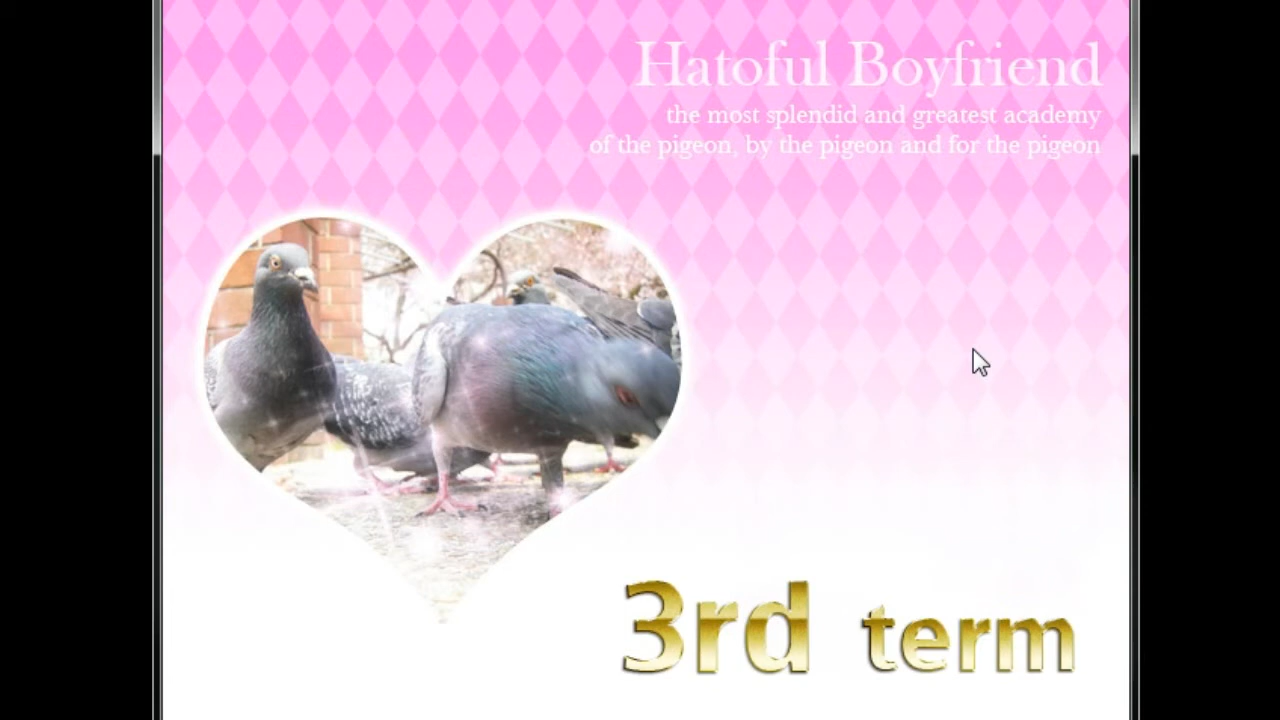 Hatoful Boyfriend
the most splendid and greatest academy
of the pigeon, by the pigeon and for the pigeon
3rd term